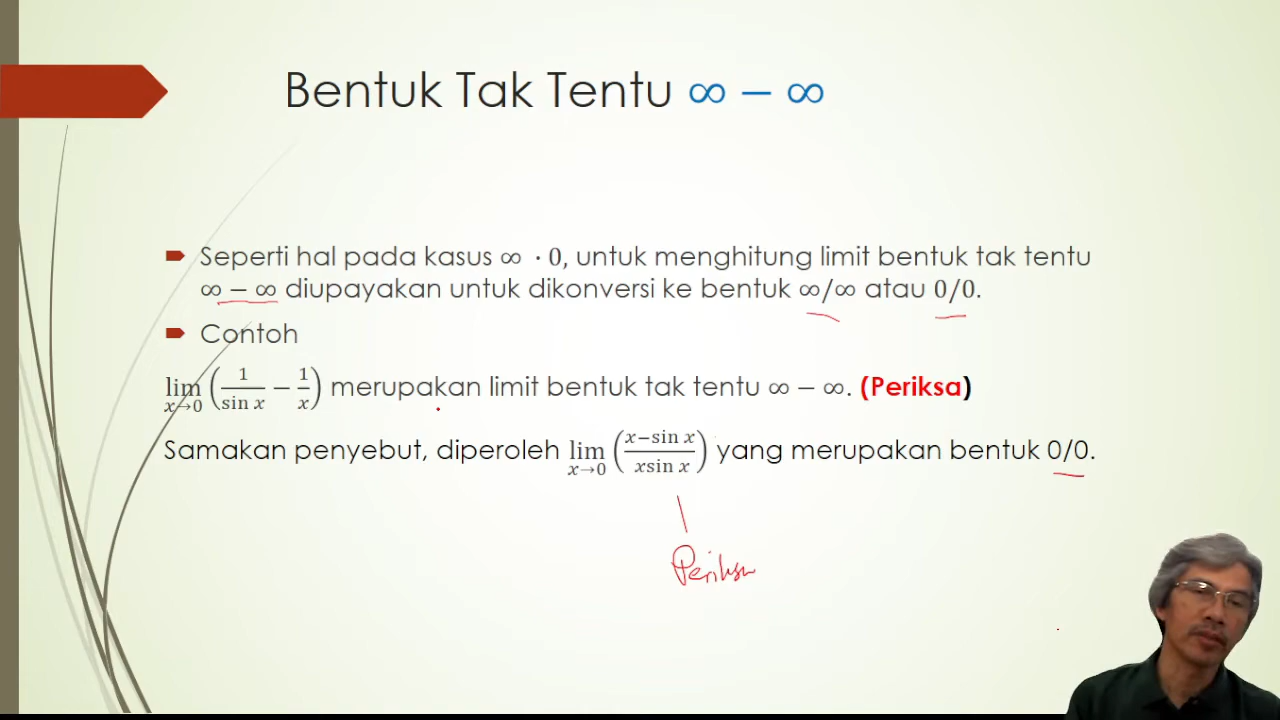 Bentuk Tak Tentu ∞ − ∞
Seperti hal pada kasus ∞ · 0, untuk menghitung limit bentuk tak tentu
∞ − ∞ diupayakan untuk dikonversi ke bentuk ∞/∞ atau 0/0.
Contoh
lim x→0 (1/sin x − 1/x) merupakan limit bentuk tak tentu ∞ − ∞. (Periksa)
Samakan penyebut, diperoleh lim x→0 (x−sin x / x sin x) yang merupakan bentuk 0/0.
Periksa